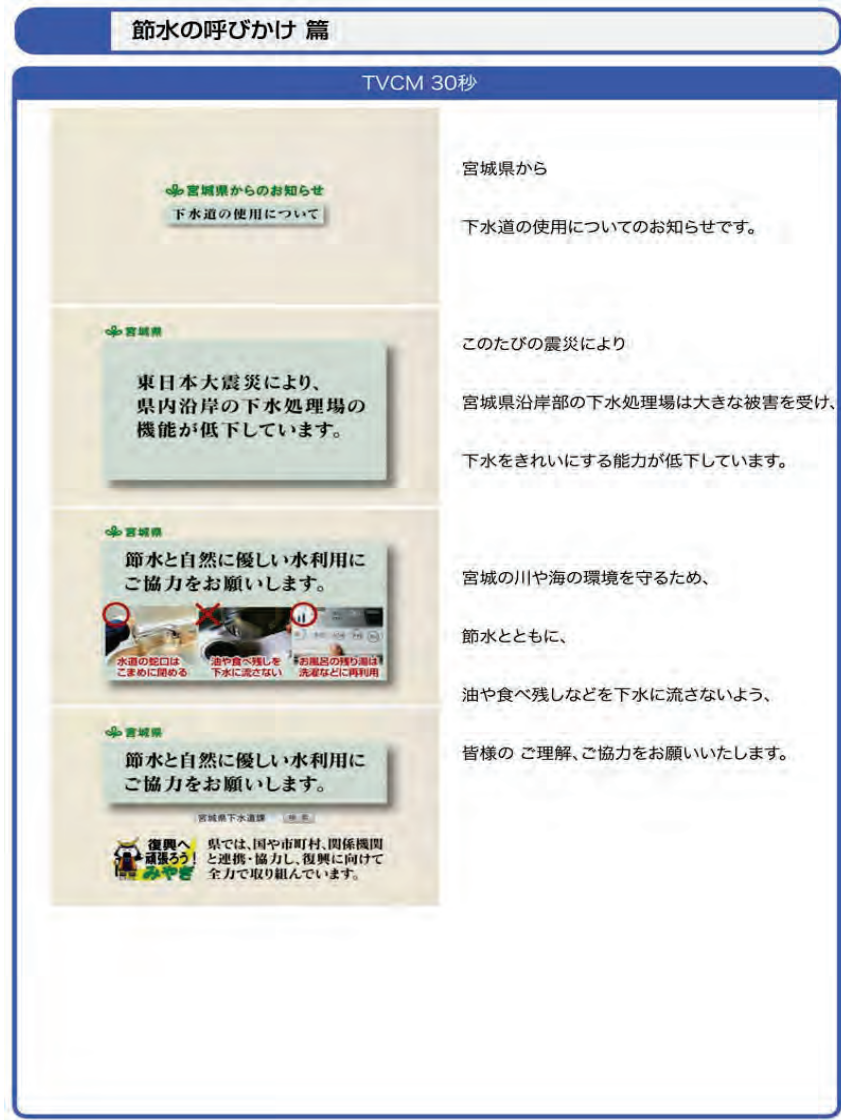 節水の呼びかけ 篇
TVCM 30秒
宮城県からのお知らせ
下水道の使用について
宮城県から
下水道の使用についてのお知らせです。
宮城県
東日本大震災により、
県内沿岸の下水処理場の
機能が低下しています。
このたびの震災により
宮城県沿岸部の下水処理場は大きな被害を受け、
下水をきれいにする能力が低下しています。
宮城県
節水と自然に優しい水利用に
ご協力をお願いします。
水道の蛇口は
こまめに閉める
油や食べ残しを
下水に流さない
お風呂の残り湯は
洗濯などに再利用
宮城の川や海の環境を守るため、
節水とともに、
油や食べ残しなどを下水に流さないよう、
皆様の ご理解、ご協力をお願いいたします。
宮城県
節水と自然に優しい水利用に
ご協力をお願いします。
宮城県下水道課 検索
復興へ
頑張ろう!
みやぎ
県では、国や市町村、関係機関
と連携・協力し、復興に向けて
全力で取り組んでいます。